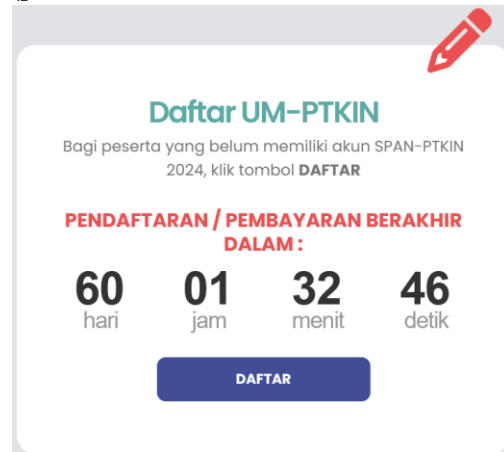 Daftar UM-PTKIN
Bagi peserta yang belum memiliki akun SPAN-PTKIN
2024, klik tombol DAFTAR
PENDAFTARAN / PEMBAYARAN BERAKHIR
DALAM :
60 01 32 46
hari jam menit detik
DAFTAR